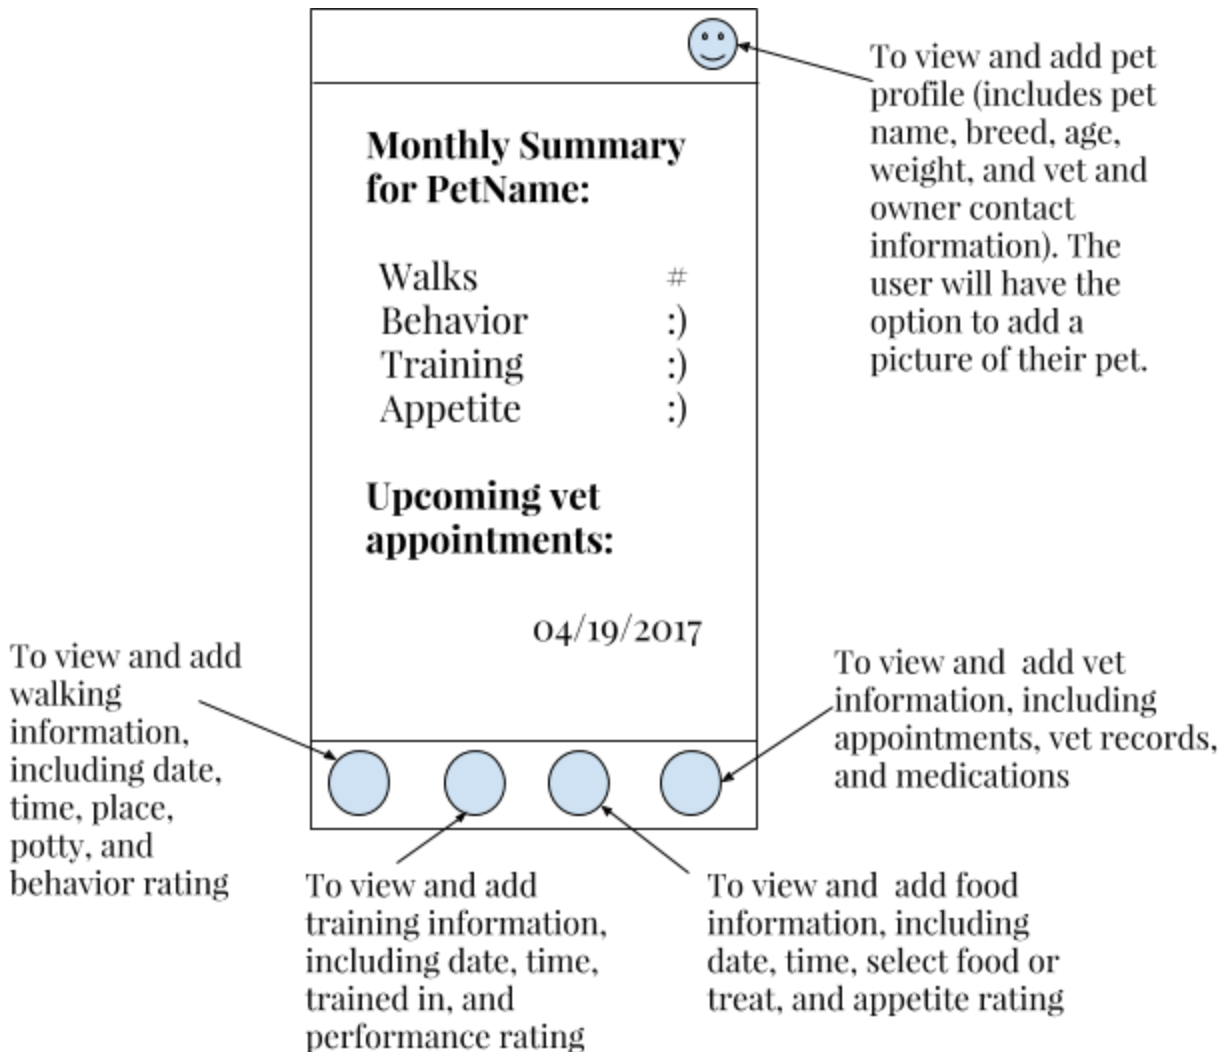 To view and add pet
profile (includes pet
name, breed, age,
weight, and vet and
owner contact
information). The
user will have the
option to add a
picture of their pet.
Monthly Summary
for PetName:
Walks #
Behavior :)
Training :)
Appetite :)
Upcoming vet
appointments:
04/19/2017
To view and add
walking
information,
including date,
time, place,
potty, and
behavior rating
To view and add
training information,
including date, time,
trained in, and
performance rating
To view and  add food
information, including
date, time, select food or
treat, and appetite rating
To view and  add vet
information, including
appointments, vet records,
and medications